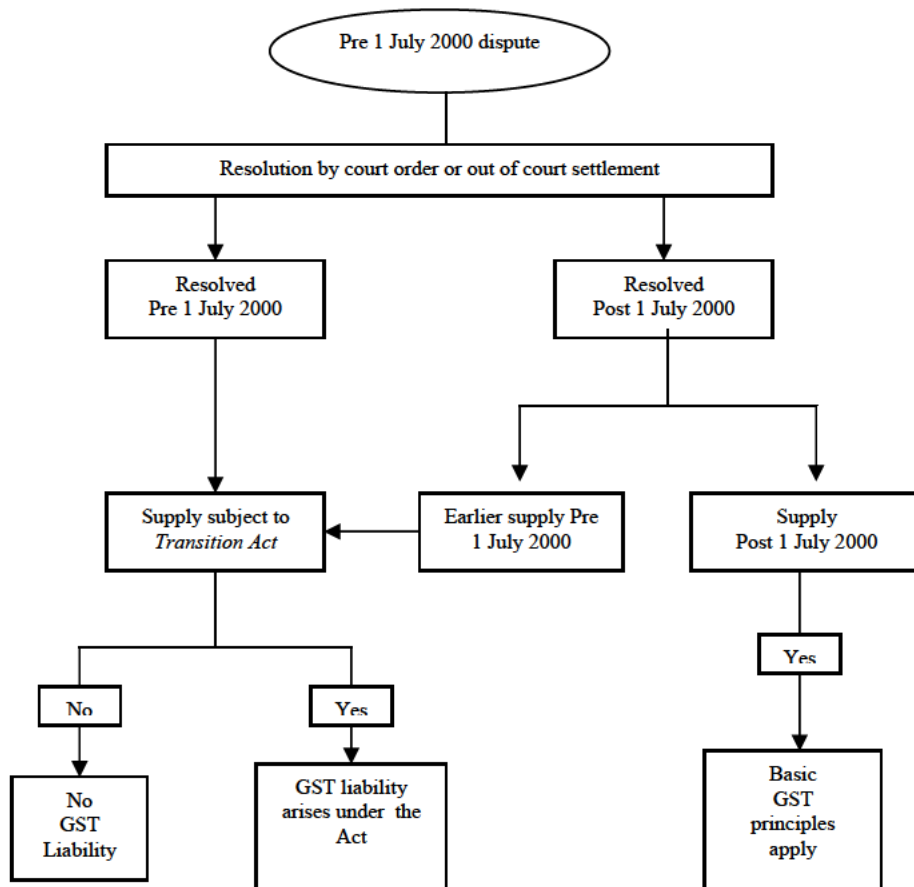 Pre 1 July 2000 dispute
Resolution by court order or out of court settlement
Resolved
Pre 1 July 2000
Resolved
Post 1 July 2000
Supply subject to
Transition Act
Earlier supply Pre
1 July 2000
Supply
Post 1 July 2000
Yes
No
Yes
No
GST
Liability
GST liability
arises under the
Act
Basic
GST
principles
apply